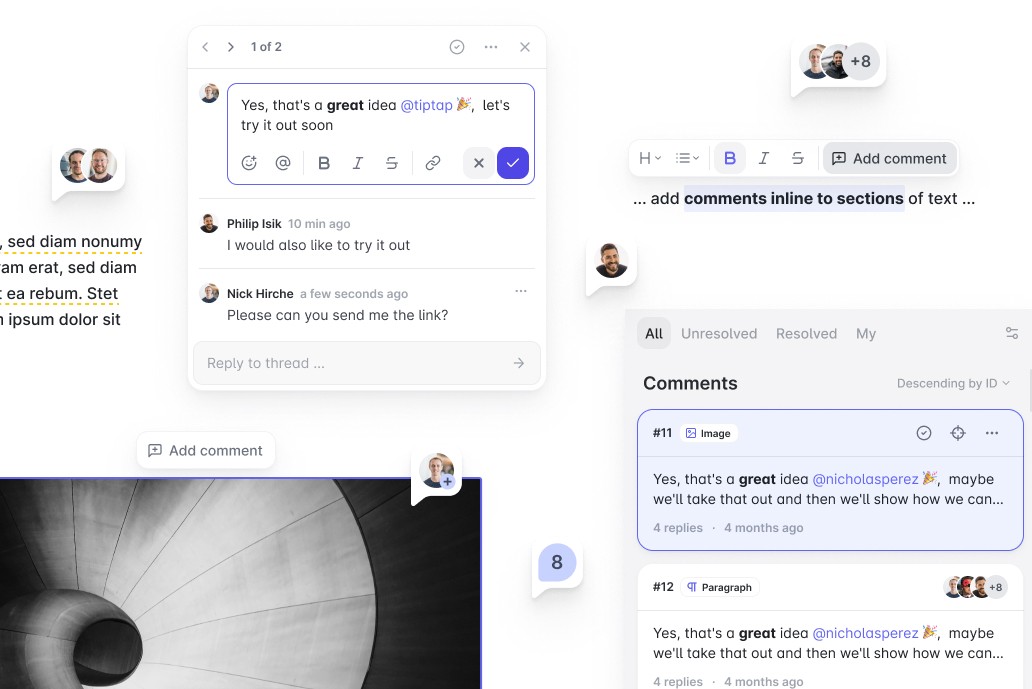 1 of 2
Yes, that's a great idea @tiptap 🎉, let's
try it out soon
Philip Isik 10 min ago
I would also like to try it out
Nick Hirche a few seconds ago
Please can you send me the link?
Reply to thread ...
, sed diam nonumy
am erat, sed diam
t ea rebum. Stet
ipsum dolor sit
+8
H B I S Add comment
... add comments inline to sections of text ...
Add comment
8
All Unresolved Resolved My
Comments Descending by ID
#11 Image
Yes, that's a great idea @nicholasperez 🎉, maybe
we'll take that out and then we'll show how we can...
4 replies · 4 months ago
#12 Paragraph +8
Yes, that's a great idea @nicholasperez 🎉, maybe
we'll take that out and then we'll show how we can...
4 replies · 4 months ago